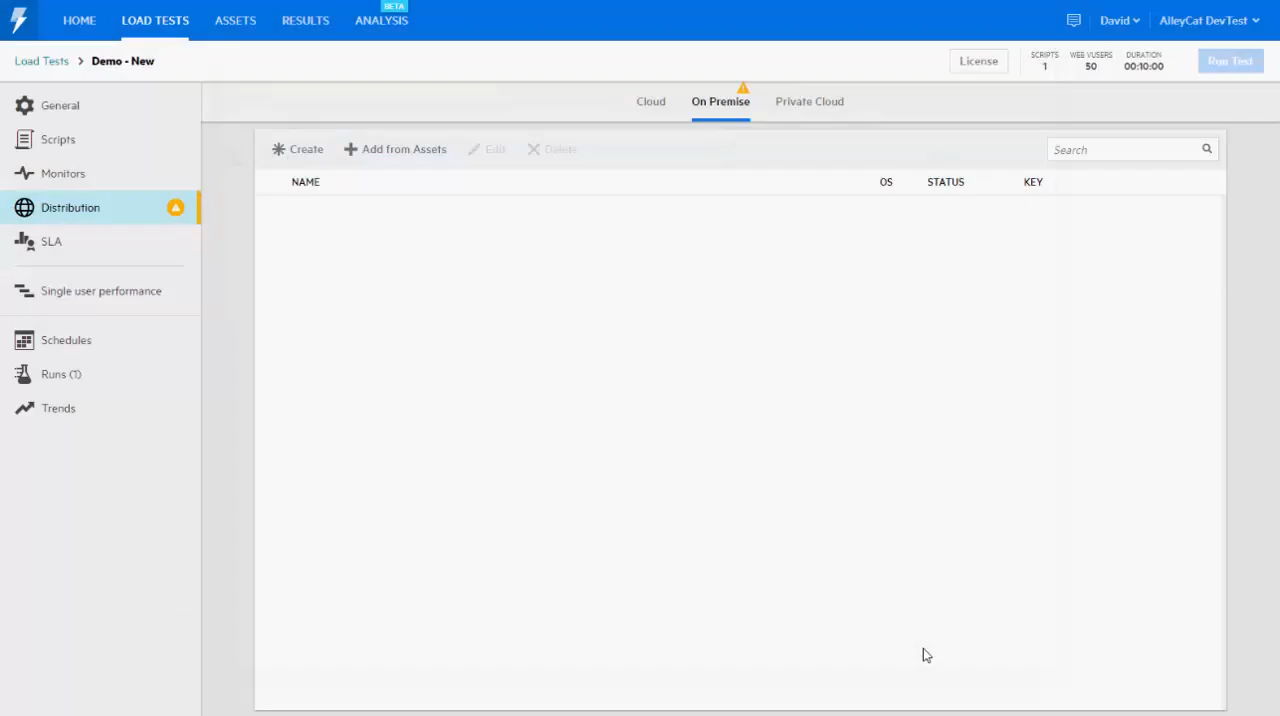 BETA
HOME LOAD TESTS ASSETS RESULTS ANALYSIS David AlleyCat DevTest
Load Tests > Demo - New License SCRIPTS 1 WEB VUSERS 50 DURATION 00:10:00 Run Test
General
Scripts
Monitors
Distribution
SLA
Single user performance
Schedules
Runs (1)
Trends
Cloud On Premise Private Cloud
Create Add from Assets Edit Delete Search
NAME OS STATUS KEY